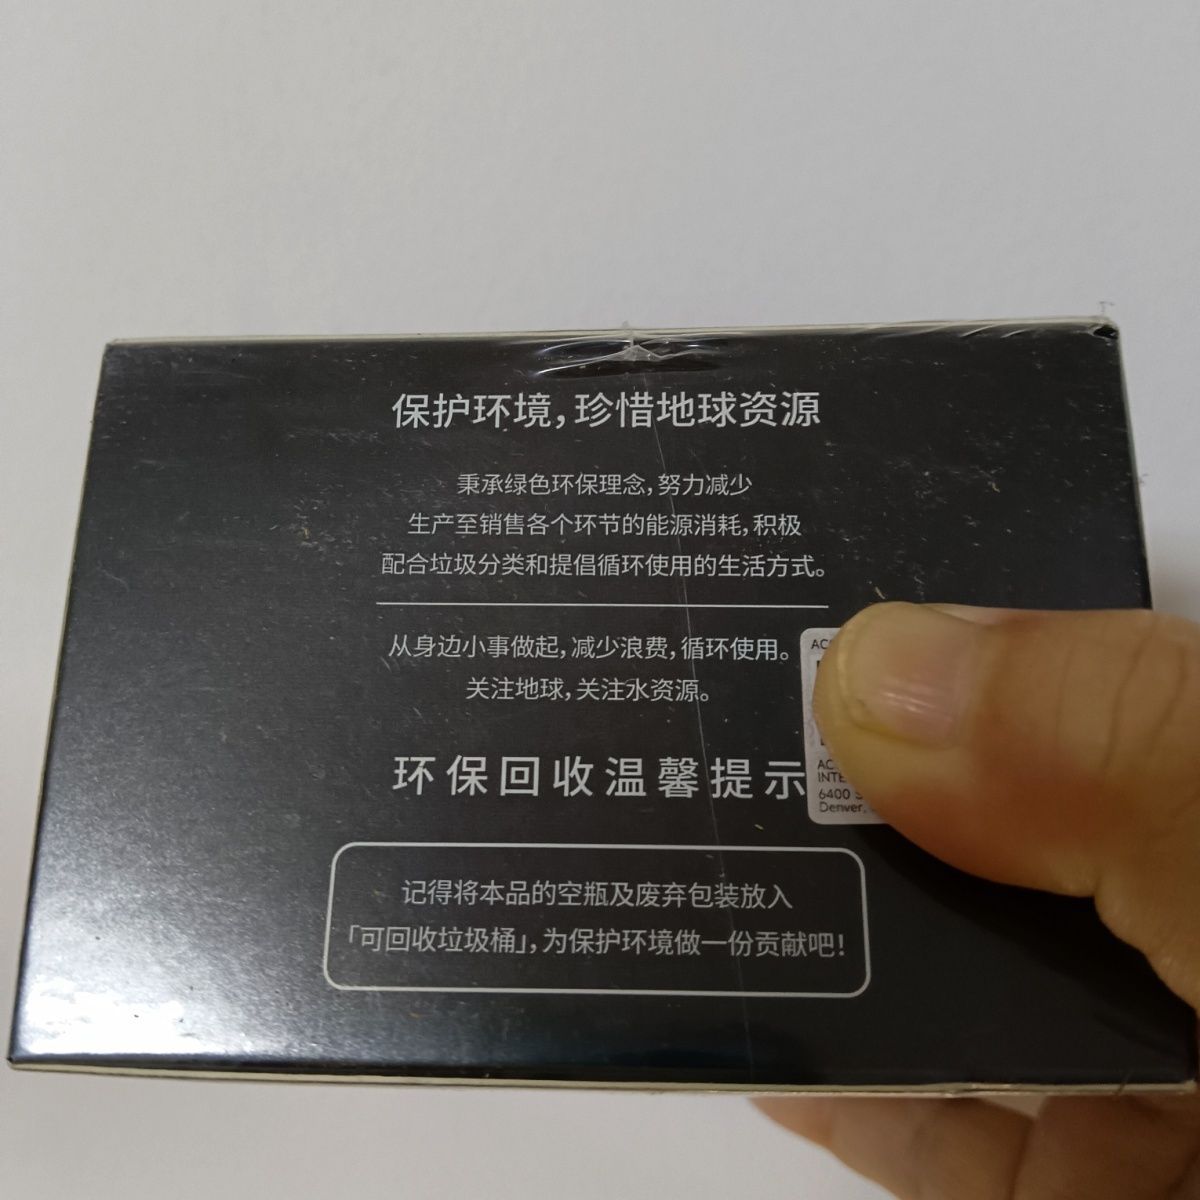 保护环境，珍惜地球资源
秉承绿色环保理念，努力减少
生产至销售各个环节的能源消耗，积极
配合垃圾分类和提倡循环使用的生活方式。
从身边小事做起，减少浪费，循环使用。
关注地球，关注水资源。
环保回收温馨提示
AC
AC
INTE
6400 S
Denver,
记得将本品的空瓶及废弃包装放入
「可回收垃圾桶」，为保护环境做一份贡献吧！